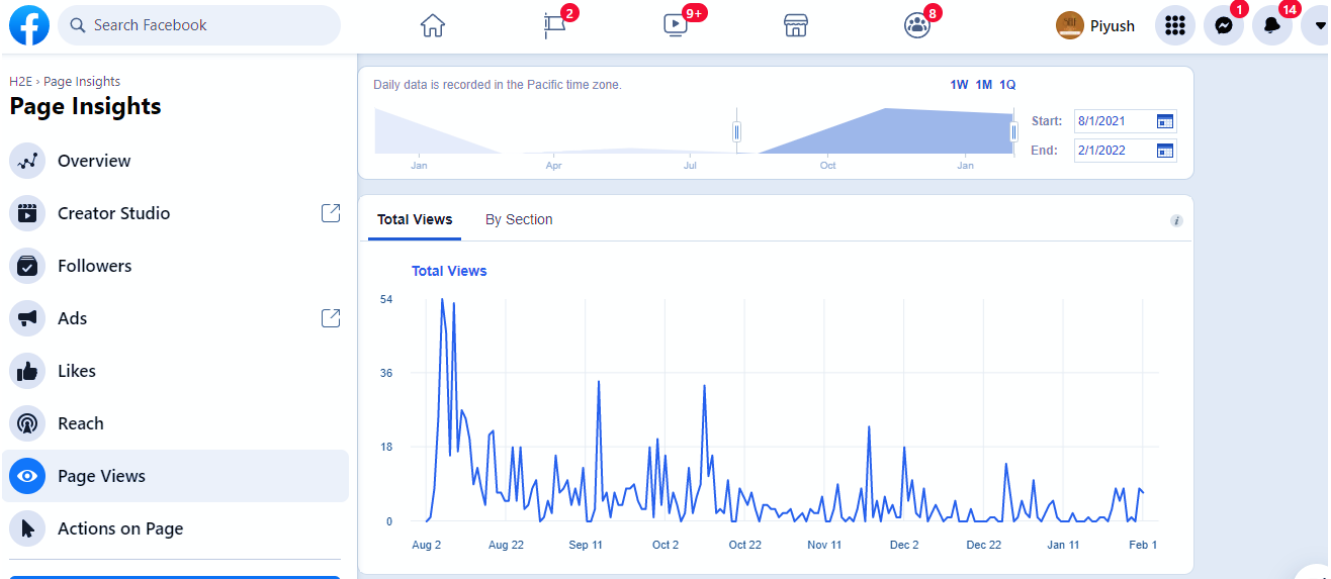 Search Facebook
2
9+
8
Piyush
1
14
H2E › Page Insights
Page Insights
Overview
Creator Studio
Followers
Ads
Likes
Reach
Page Views
Actions on Page
Daily data is recorded in the Pacific time zone.
1W 1M 1Q
Jan Apr Jul Oct Jan
Start: 8/1/2021
End: 2/1/2022
Total Views By Section
Total Views
54
36
18
0
Aug 2 Aug 22 Sep 11 Oct 2 Oct 22 Nov 11 Dec 2 Dec 22 Jan 11 Feb 1